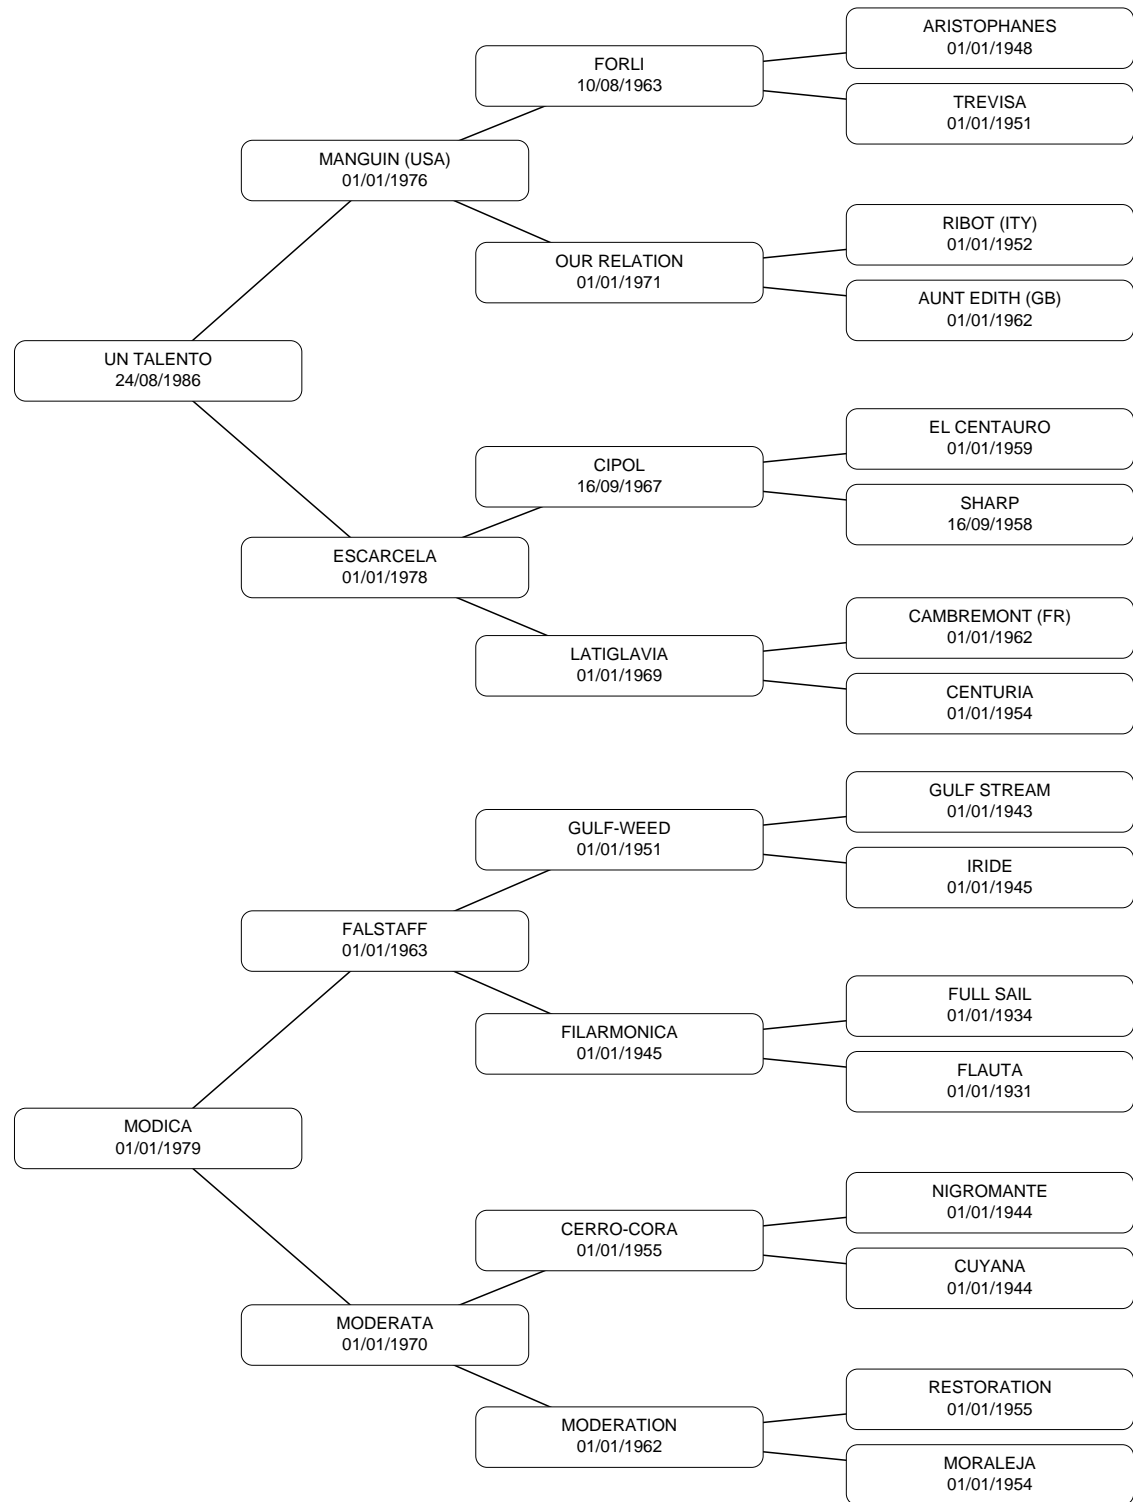 ARISTOPHANES
01/01/1948
FORLI
10/08/1963
TREVISA
01/01/1951
MANGUIN (USA)
01/01/1976
RIBOT (ITY)
01/01/1952
OUR RELATION
01/01/1971
AUNT EDITH (GB)
01/01/1962
UN TALENTO
24/08/1986
EL CENTAURO
01/01/1959
CIPOL
16/09/1967
SHARP
16/09/1958
ESCARCELA
01/01/1978
CAMBREMONT (FR)
01/01/1962
LATIGLAVIA
01/01/1969
CENTURIA
01/01/1954
GULF STREAM
01/01/1943
GULF-WEED
01/01/1951
IRIDE
01/01/1945
FALSTAFF
01/01/1963
FULL SAIL
01/01/1934
FILARMONICA
01/01/1945
FLAUTA
01/01/1931
MODICA
01/01/1979
NIGROMANTE
01/01/1944
CERRO-CORA
01/01/1955
CUYANA
01/01/1944
MODERATA
01/01/1970
RESTORATION
01/01/1955
MODERATION
01/01/1962
MORALEJA
01/01/1954